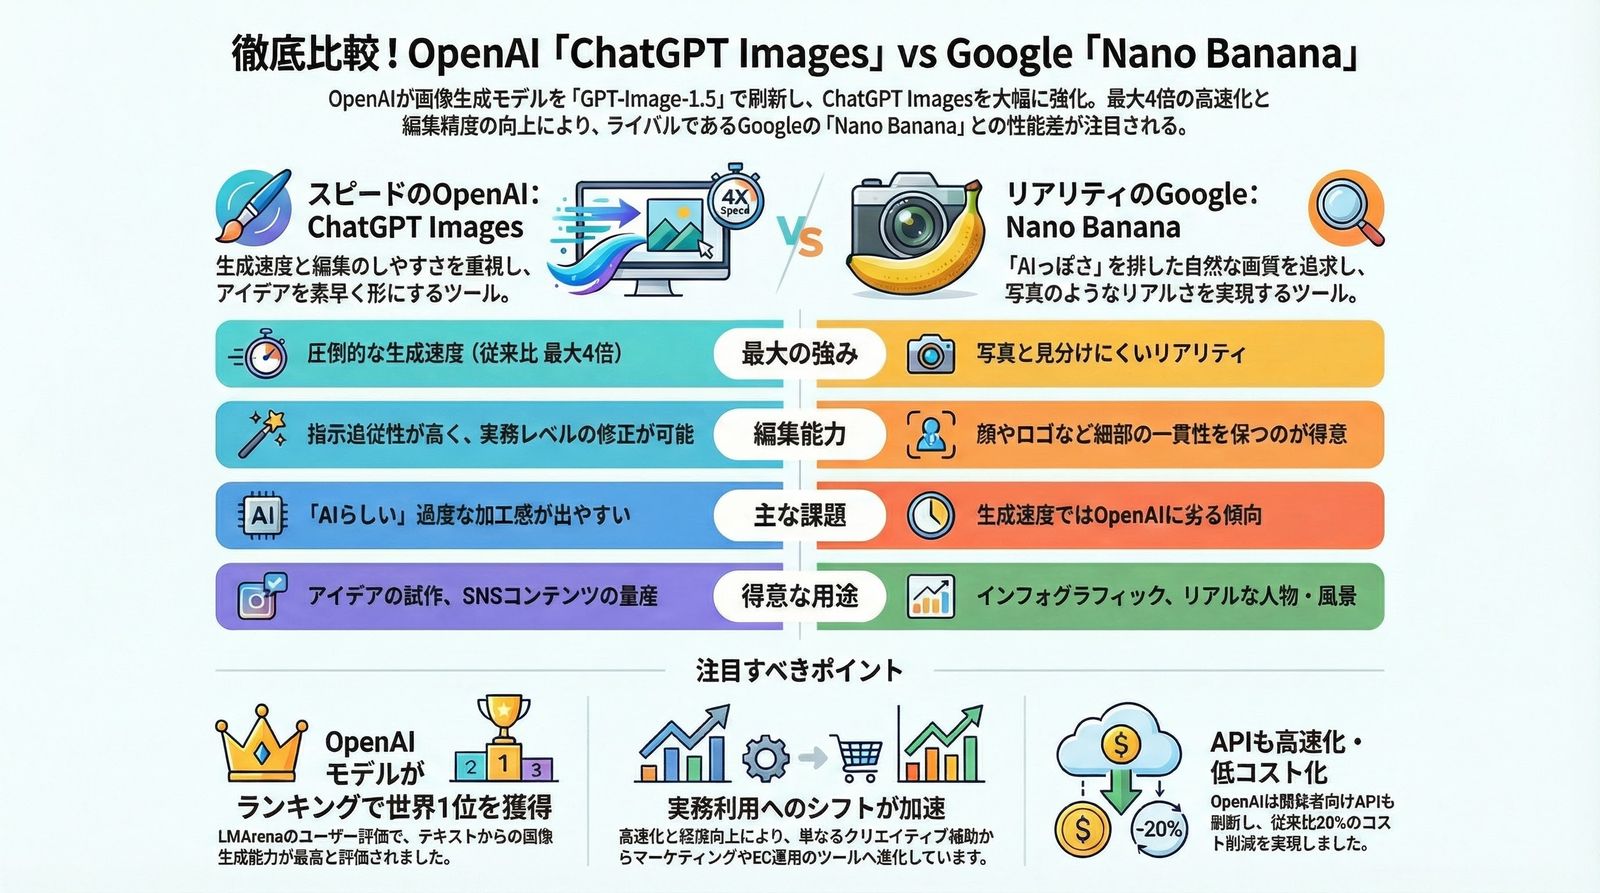 徹底比較！OpenAI「ChatGPT Images」vs Google「Nano Banana」
OpenAIが画像生成モデルを「GPT-Image-1.5」で刷新し、ChatGPT Imagesを大幅に強化。最大4倍の高速化と
編集精度の向上により、ライバルであるGoogleの「Nano Banana」との性能差が注目される。
スピードのOpenAI：
ChatGPT Images
生成速度と編集のしやすさを重視し、
アイデアを素早く形にするツール。
4X
Speed
VS
リアリティのGoogle：
Nano Banana
「AIっぽさ」を排した自然な画質を追求し、
写真のようなリアルさを実現するツール。
圧倒的な生成速度（従来比 最大4倍）
最大の強み
写真と見分けにくいリアリティ
指示追従性が高く、実務レベルの修正が可能
編集能力
顔やロゴなど細部の一貫性を保つのが得意
AI
「AIらしい」過度な加工感が出やすい
主な課題
生成速度ではOpenAIに劣る傾向
アイデアの試作、SNSコンテンツの量産
得意な用途
インフォグラフィック、リアルな人物・風景
注目すべきポイント
OpenAI
モデルが
ランキングで世界1位を獲得
2 1 3
LMArenaのユーザー評価で、テキストからの画像
生成能力が最高と評価されました。
実務利用へのシフトが加速
高速化と向上により、単なるクリエイティブ補助か
らマーケティングやEC運用のツールへ進化しています。
$
$
-20%
APIも高速化・
低コスト化
OpenAIは者向けAPIも
し、従来比20%のコス
ト削減を実現しました。